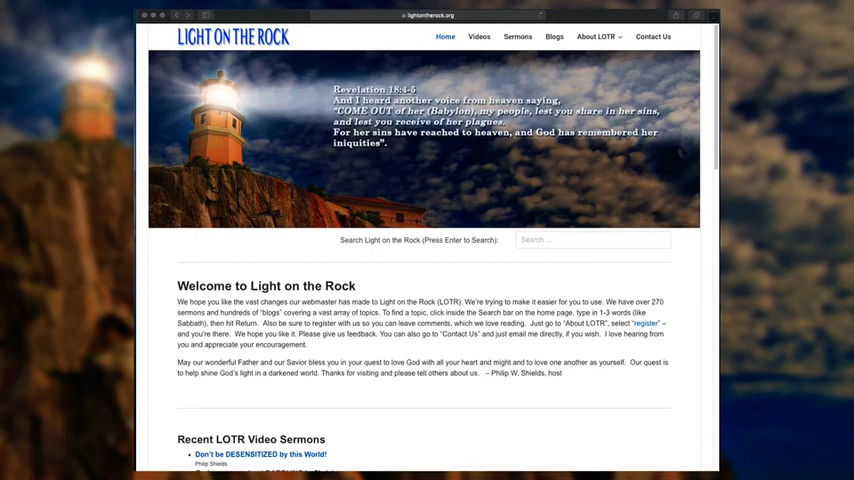 lightontherock.org
LIGHT ON THE ROCK
Home Videos Sermons Blogs About LOTR Contact Us
Revelation 18:4-5
And I heard another voice from heaven saying,
"COME OUT of her (Babylon), my people, lest you share in her sins,
and lest you receive of her plagues.
For her sins have reached to heaven, and God has remembered her
iniquities".
Search Light on the Rock (Press Enter to Search): Search ...
Welcome to Light on the Rock
We hope you like the vast changes our webmaster has made to Light on the Rock (LOTR). We're trying to make it easier for you to use. We have over 270
sermons and hundreds of "blogs" covering a vast array of topics. To find a topic, click inside the Search bar on the home page, type in 1-3 words (like
Sabbath), then hit Return. Also be sure to register with us so you can leave comments, which we love reading. Just go to "About LOTR", select "register" –
and you're there. We hope you like it. Please give us feedback. You can also go to "Contact Us" and just email me directly, if you wish. I love hearing from
you and appreciate your encouragement.
May our wonderful Father and our Savior bless you in your quest to love God with all your heart and might and to love one another as yourself. Our quest is
to help shine God's light in a darkened world. Thanks for visiting and please tell others about us. – Philip W. Shields, host
Recent LOTR Video Sermons
Don't be DESENSITIZED by this World!
Philip Shields